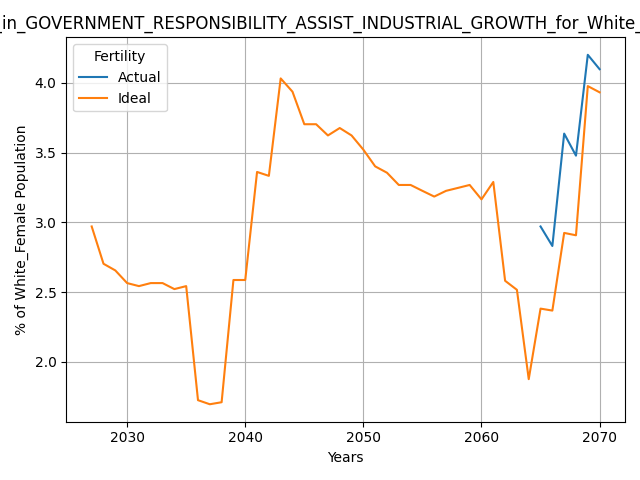 _in_GOVERNMENT_RESPONSIBILITY_ASSIST_INDUSTRIAL_GROWTH_for_White_
Fertility
Actual
Ideal
4.0
3.5
3.0
2.5
2.0
% of White_Female Population
2030
2040
2050
2060
2070
Years